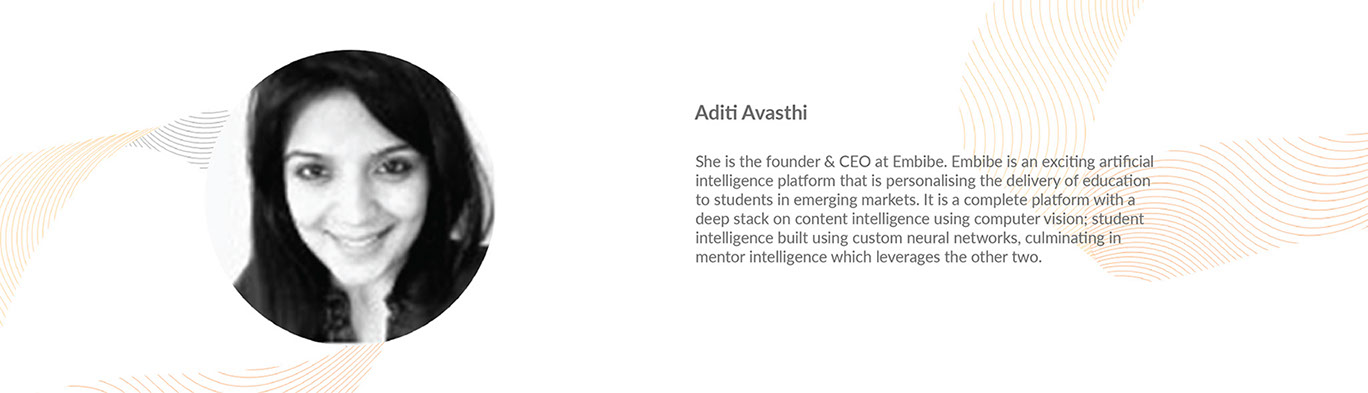 Aditi Avasthi
She is the founder & CEO at Embibe. Embibe is an exciting artificial
intelligence platform that is personalising the delivery of education
to students in emerging markets. It is a complete platform with a
deep stack on content intelligence using computer vision; student
intelligence built using custom neural networks, culminating in
mentor intelligence which leverages the other two.